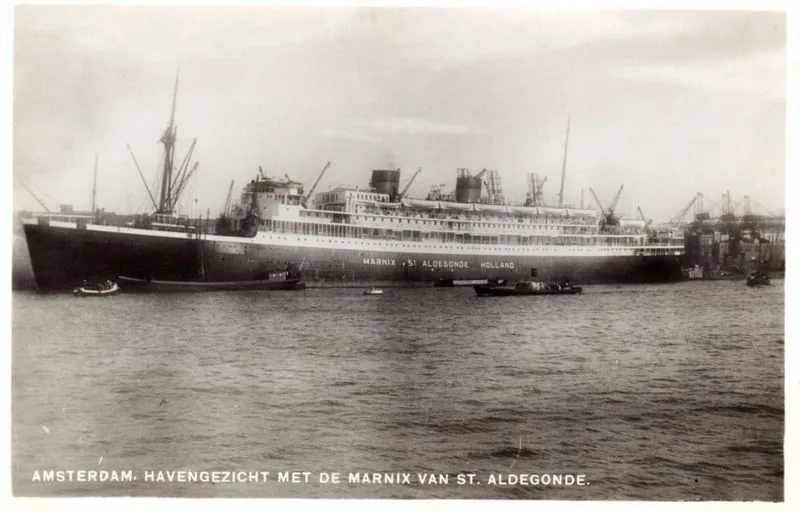 MARNIX v ST ALDEGONDE HOLLAND
AMSTERDAM. HAVENGEZICHT MET DE MARNIX VAN ST. ALDEGONDE.